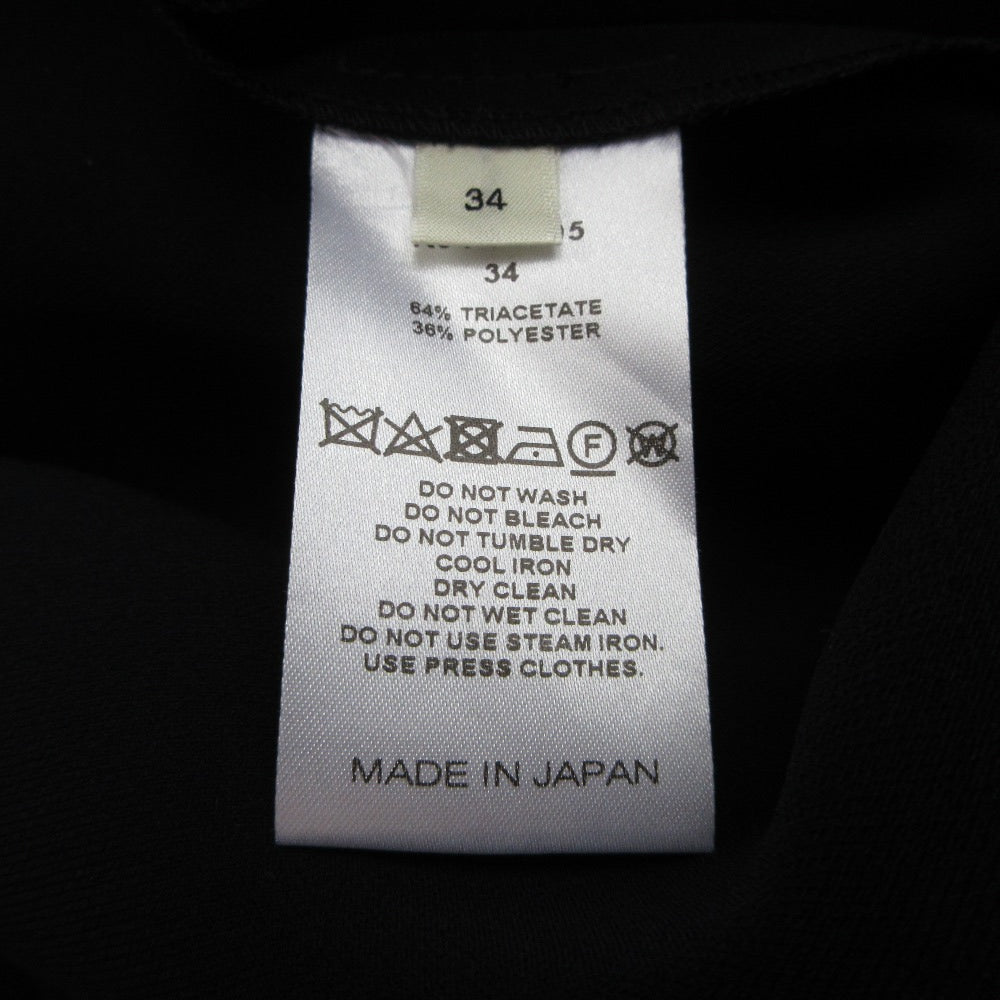 34
5
34
64% TRIACETATE
36% POLYESTER
F W
DO NOT WASH
DO NOT BLEACH
DO NOT TUMBLE DRY
COOL IRON
DRY CLEAN
DO NOT WET CLEAN
DO NOT USE STEAM IRON.
USE PRESS CLOTHES.
MADE IN JAPAN